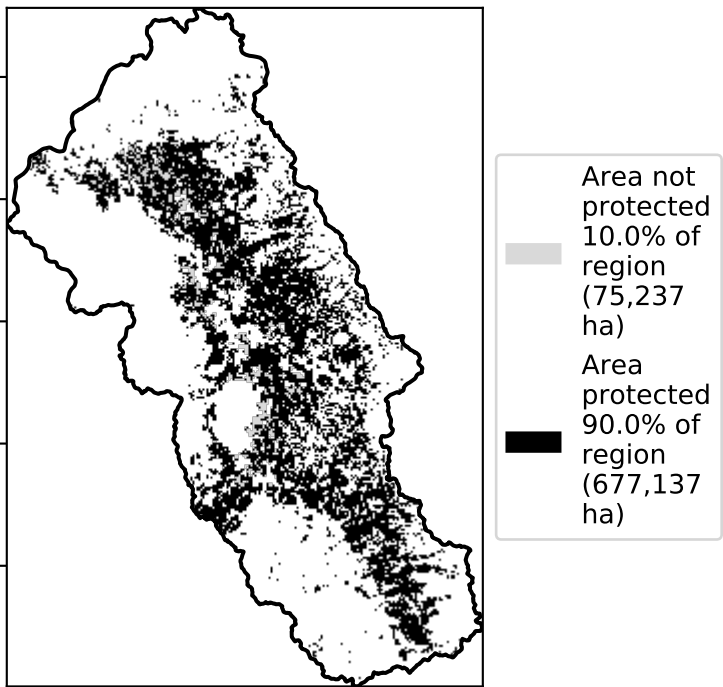 Area not
protected
10.0% of
region
(75,237
ha)
Area
protected
90.0% of
region
(677,137
ha)